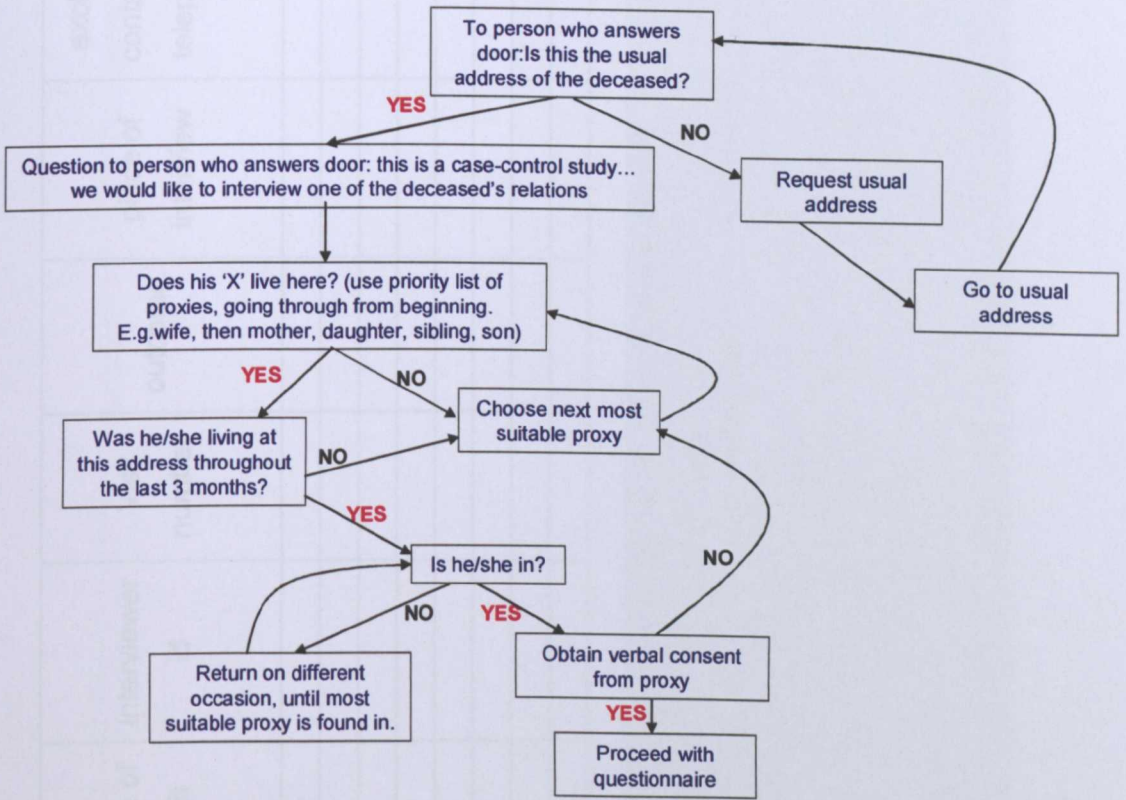 To person who answers
door:Is this the usual
address of the deceased?
YES
NO
Question to person who answers door: this is a case-control study...
we would like to interview one of the deceased's relations
Request usual
address
Go to usual
address
Does his 'X' live here? (use priority list of
proxies, going through from beginning.
E.g.wife, then mother, daughter, sibling, son)
YES
NO
Choose next most
suitable proxy
Was he/she living at
this address throughout
the last 3 months?
NO
YES
Is he/she in?
NO
NO
YES
Return on different
occasion, until most
suitable proxy is found in.
Obtain verbal consent
from proxy
YES
Proceed with
questionnaire